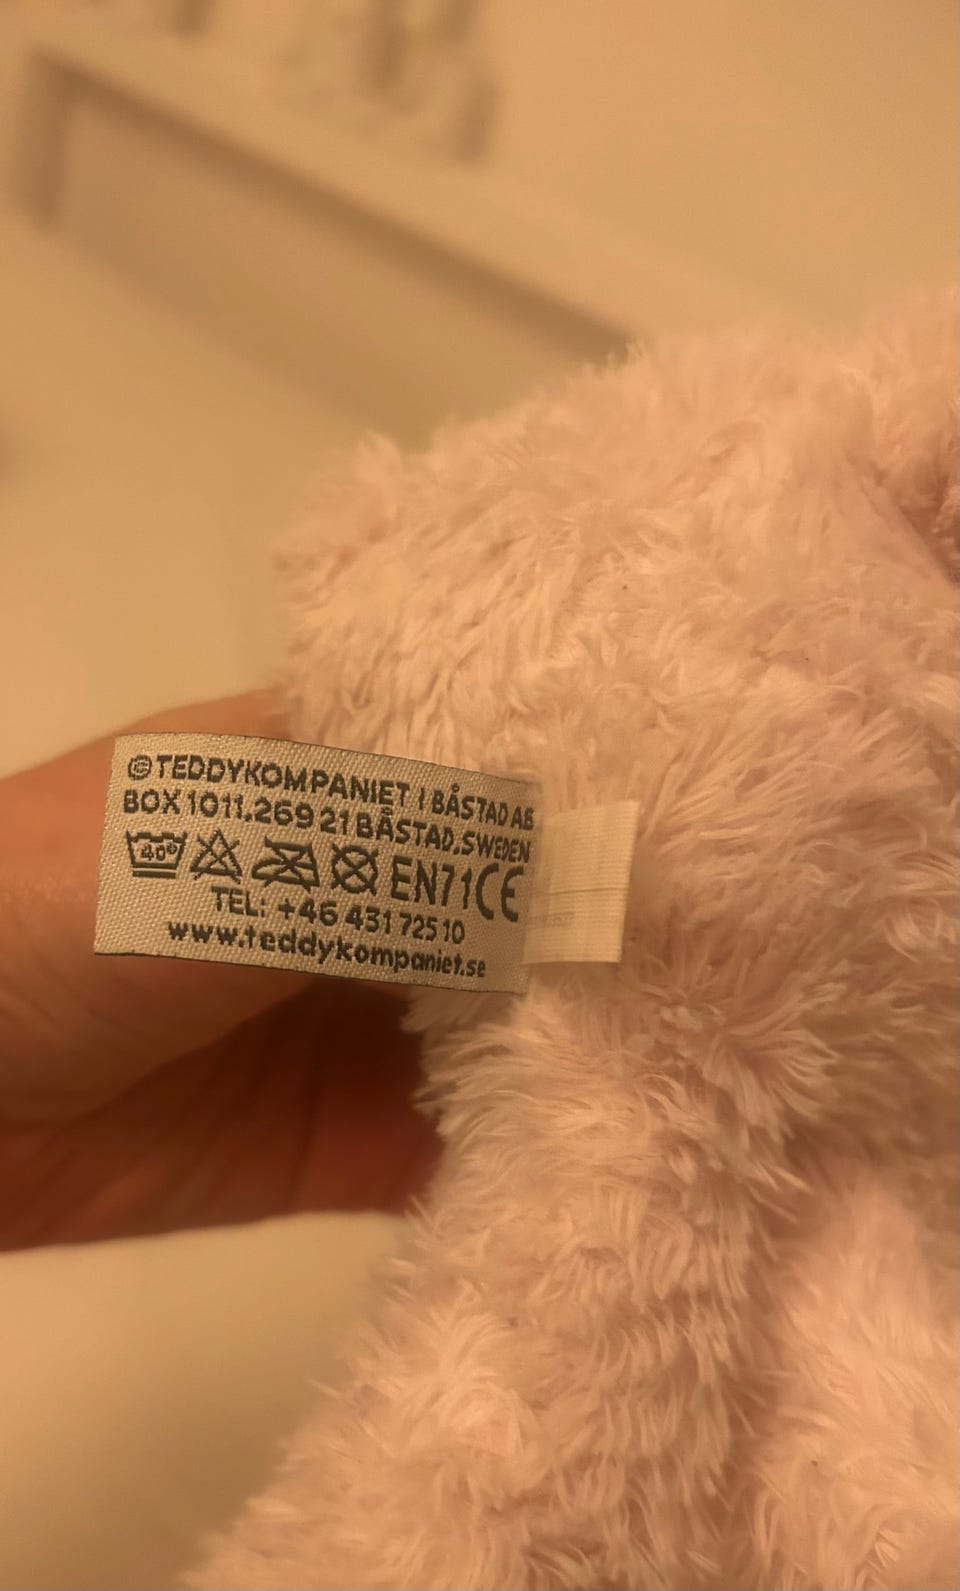 ©TEDDYKOMPANIET I BÅSTAD AB
BOX 1011.269 21 BÅSTAD.SWEDEN
40° EN71 CE
TEL: +46 431 725 10
www.teddykompaniet.se